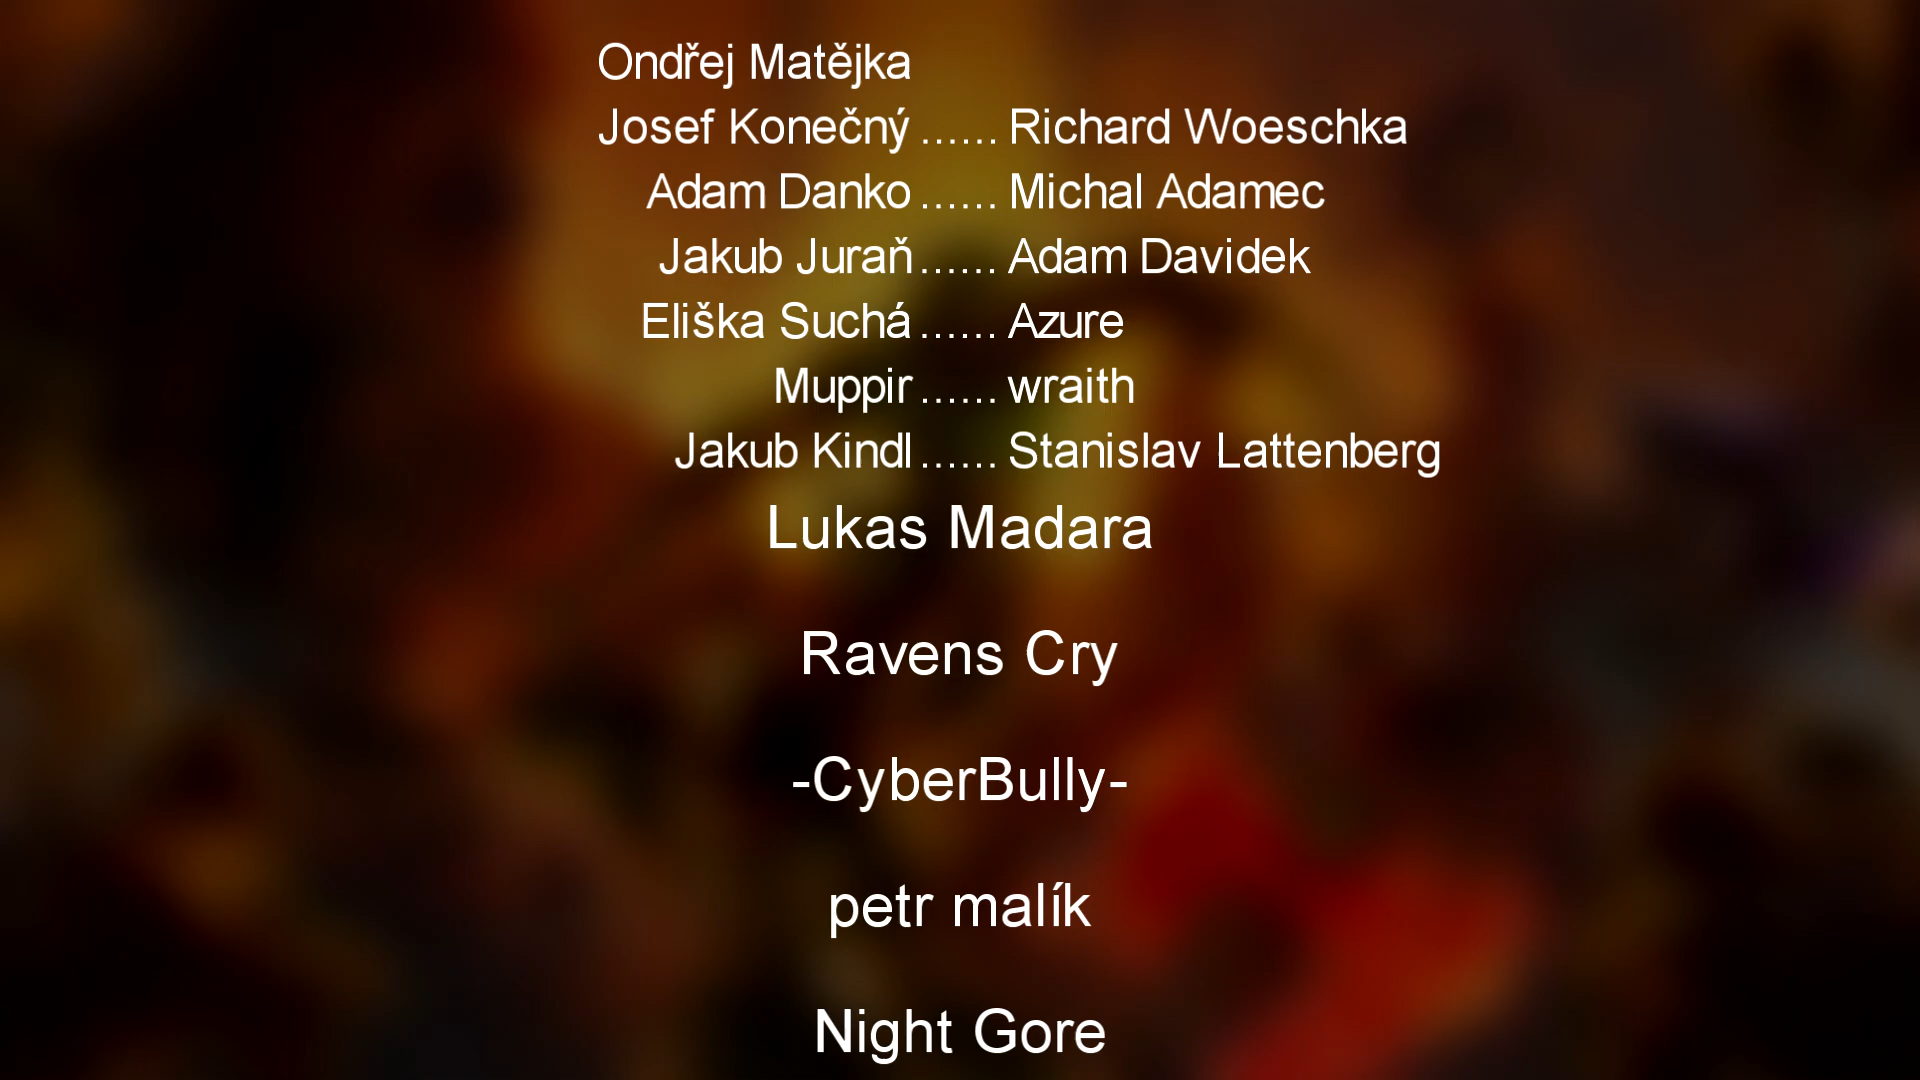 Ondřej Matějka
Josef Konečný ...... Richard Woeschka
Adam Danko ...... Michal Adamec
Jakub Juraň ...... Adam Davidek
Eliška Suchá ...... Azure
Muppir ...... wraith
Jakub Kindl ...... Stanislav Lattenberg
Lukas Madara
Ravens Cry
-CyberBully-
petr malík
Night Gore